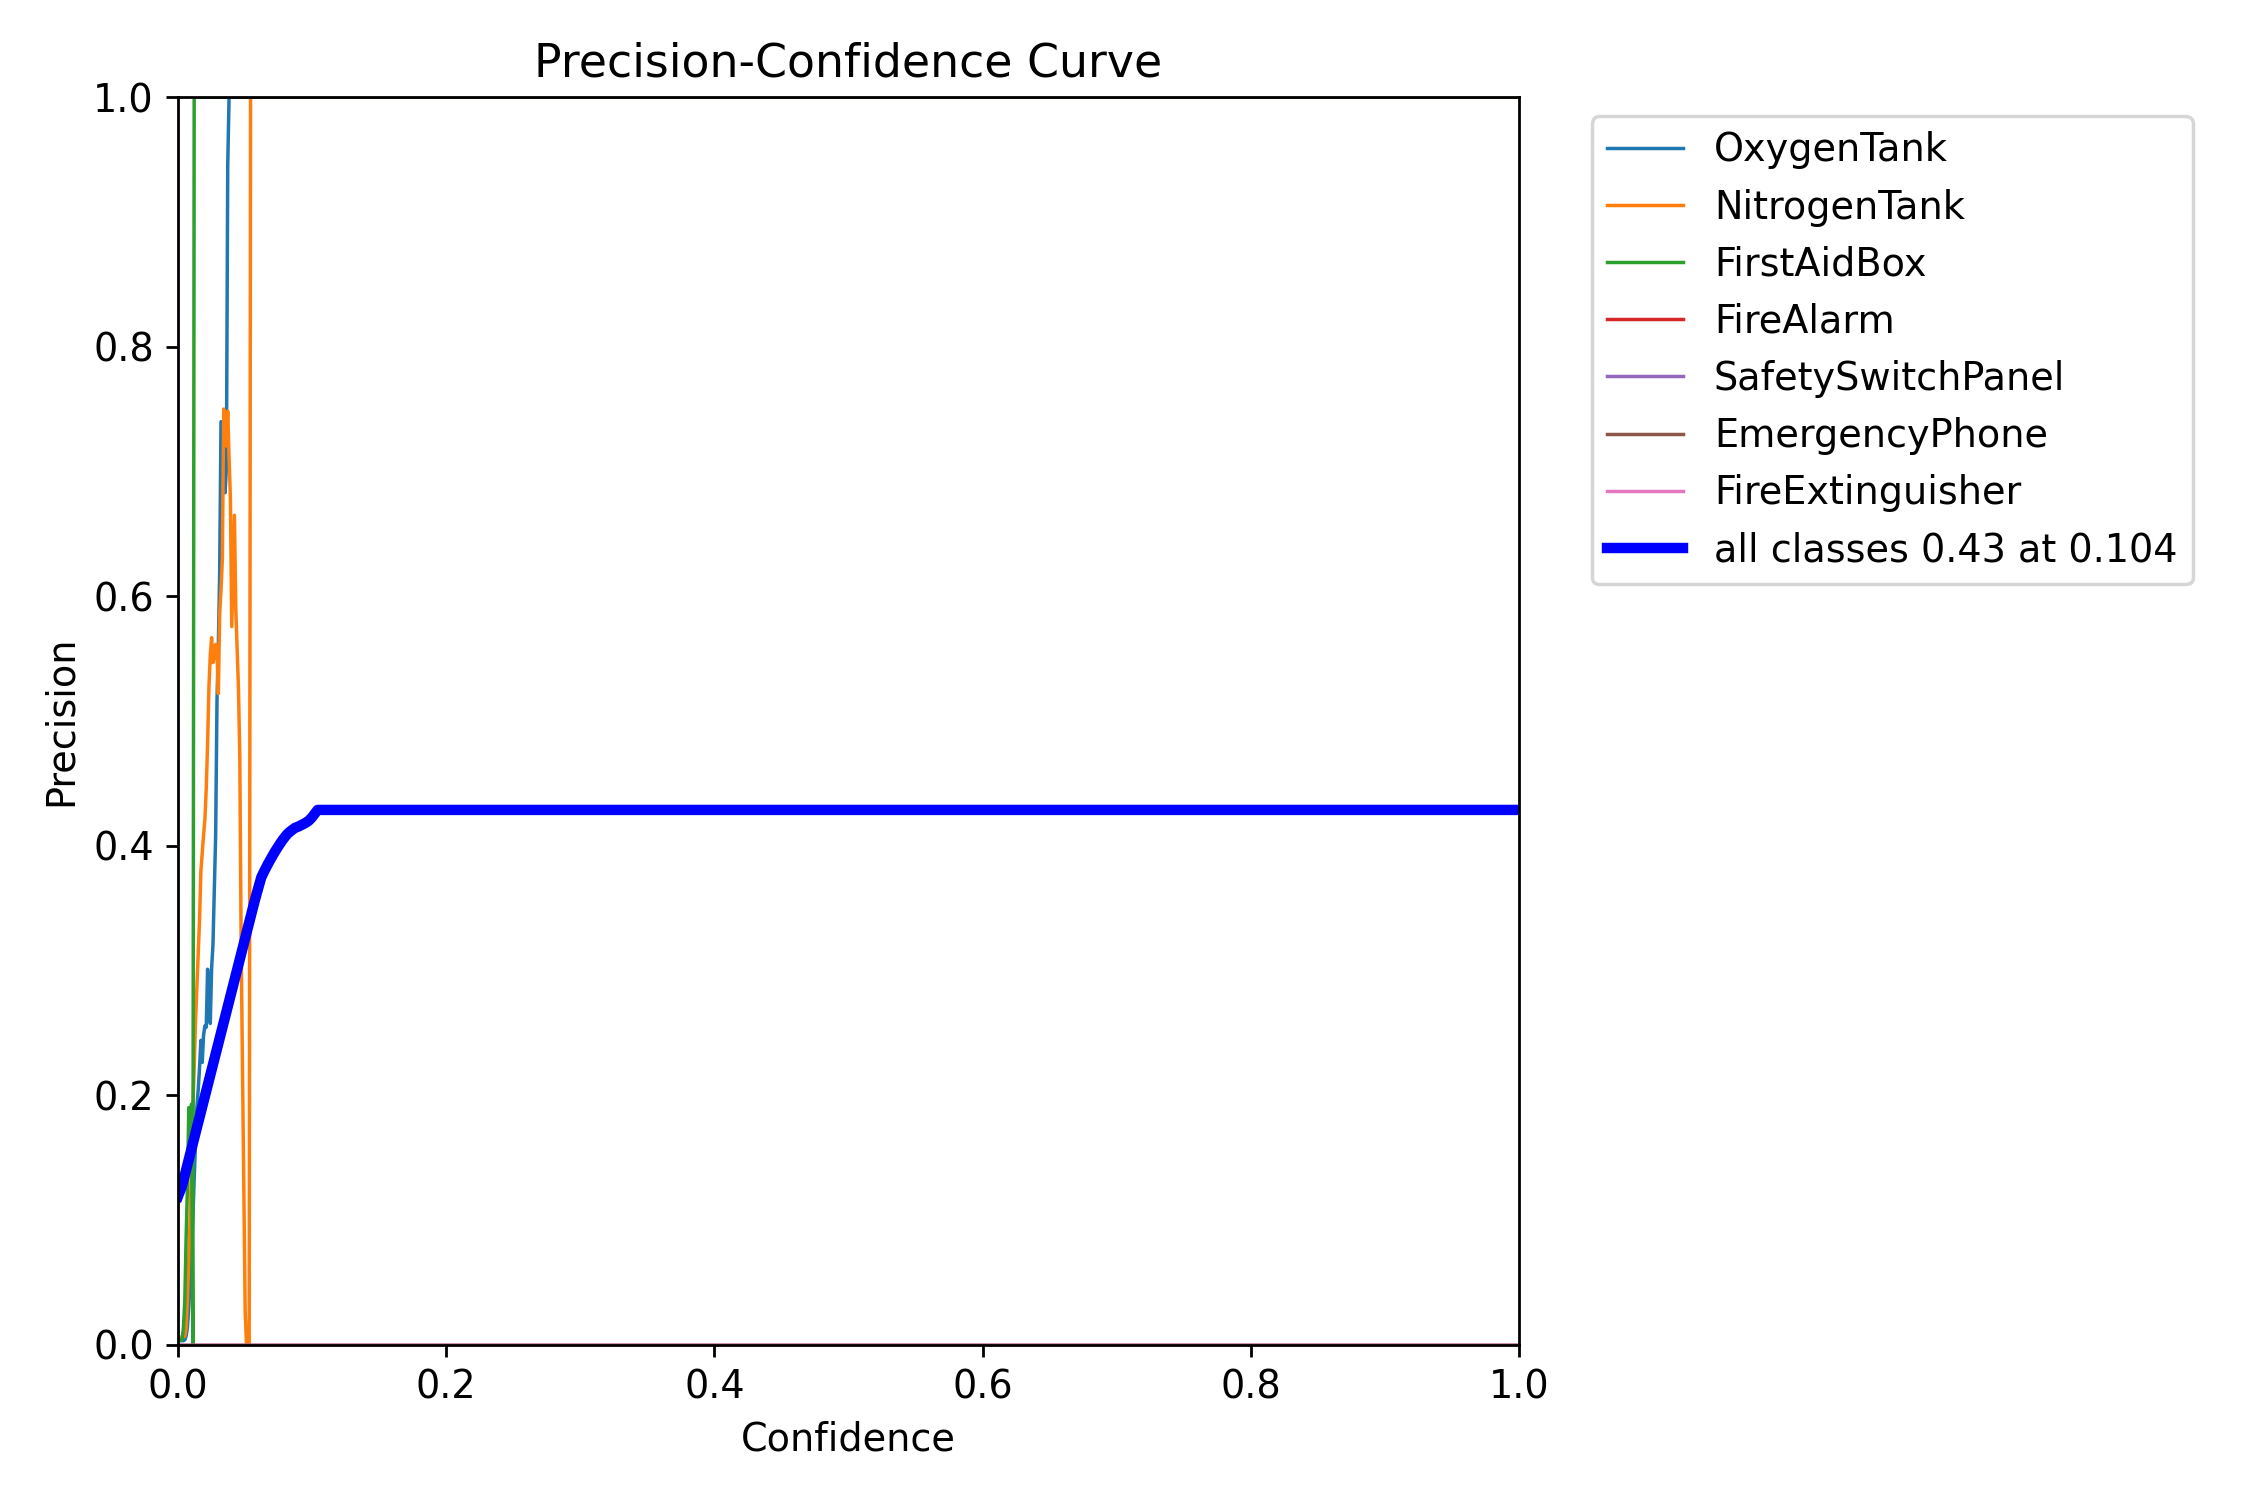 Precision-Confidence Curve
1.0
0.8
0.6
0.4
0.2
0.0
Precision
0.0 0.2 0.4 0.6 0.8 1.0
Confidence
OxygenTank
NitrogenTank
FirstAidBox
FireAlarm
SafetySwitchPanel
EmergencyPhone
FireExtinguisher
all classes 0.43 at 0.104